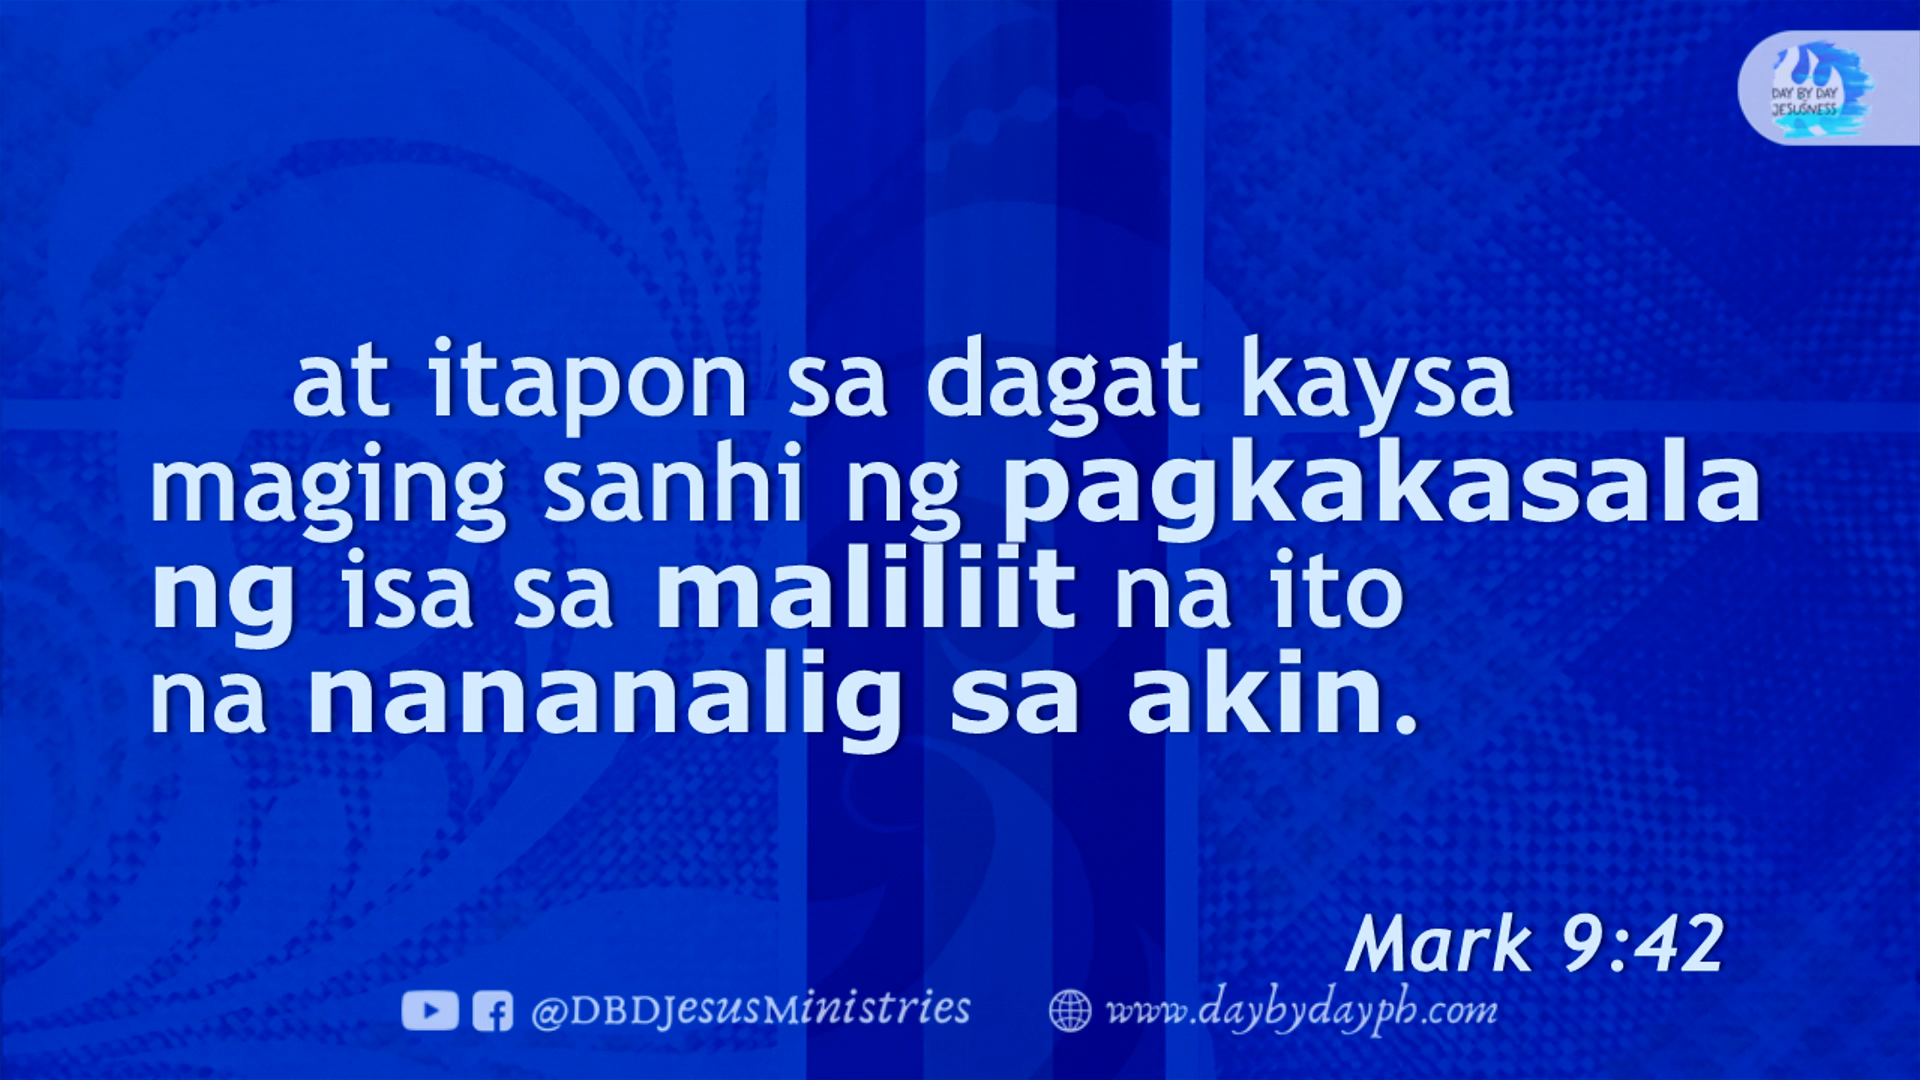 DAY BY DAY
JESUSNESS
at itapon sa dagat kaysa
maging sanhi ng pagkakasala
ng isa sa maliliit na ito
na nananalig sa akin.
Mark 9:42
@DBDJesusMinistries www.daybydayph.com